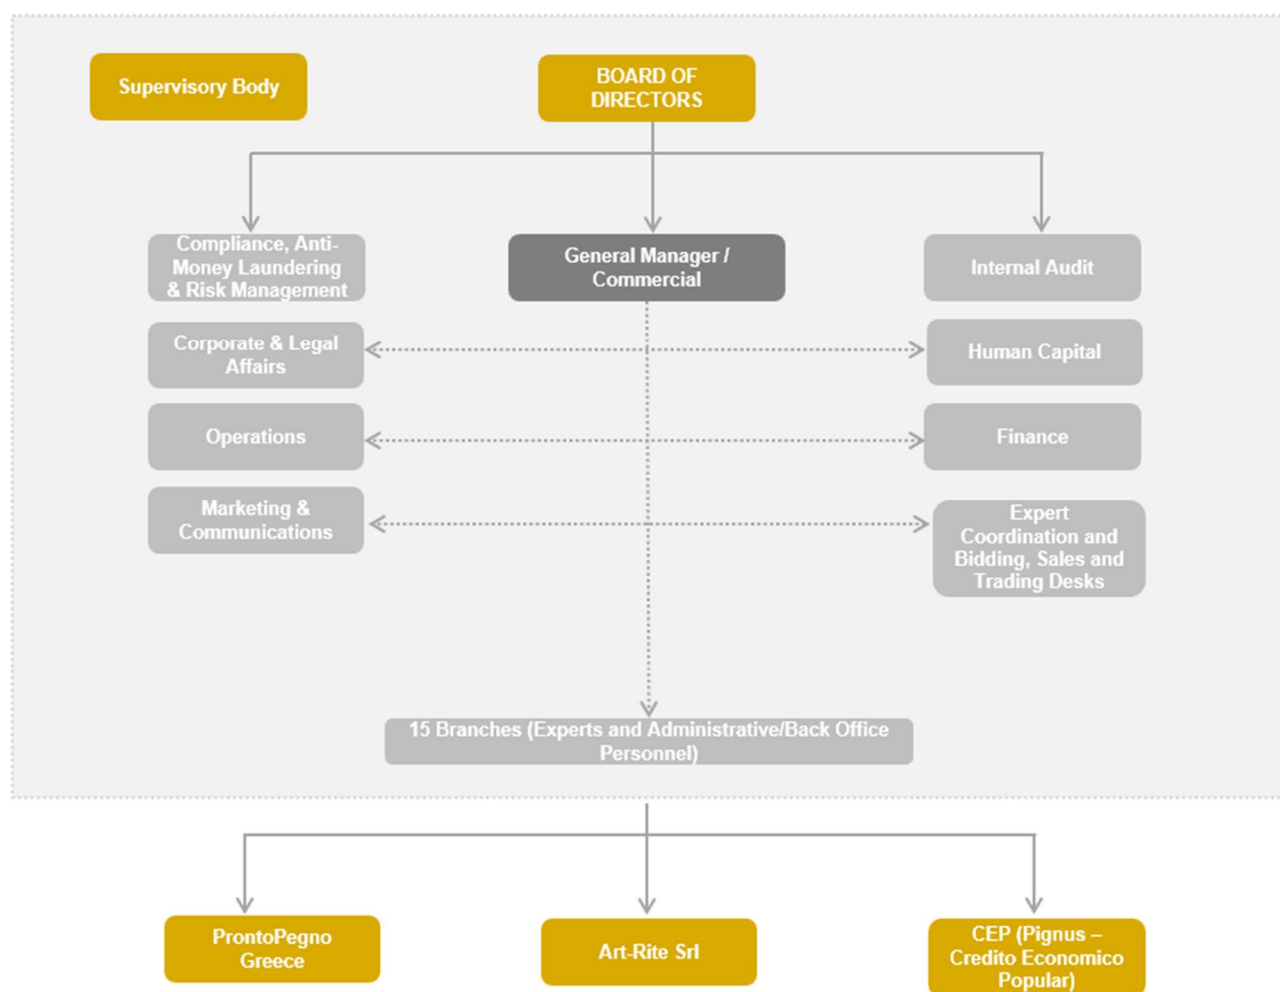 Supervisory Body
BOARD OF
DIRECTORS
Compliance, Anti-
Money Laundering
& Risk Management
General Manager /
Commercial
Internal Audit
Corporate & Legal
Affairs
Human Capital
Operations
Finance
Marketing &
Communications
Expert
Coordination and
Bidding, Sales and
Trading Desks
15 Branches (Experts and Administrative/Back Office
Personnel)
ProntoPegno
Greece
Art-Rite Srl
CEP (Pignus –
Credito Economico
Popular)